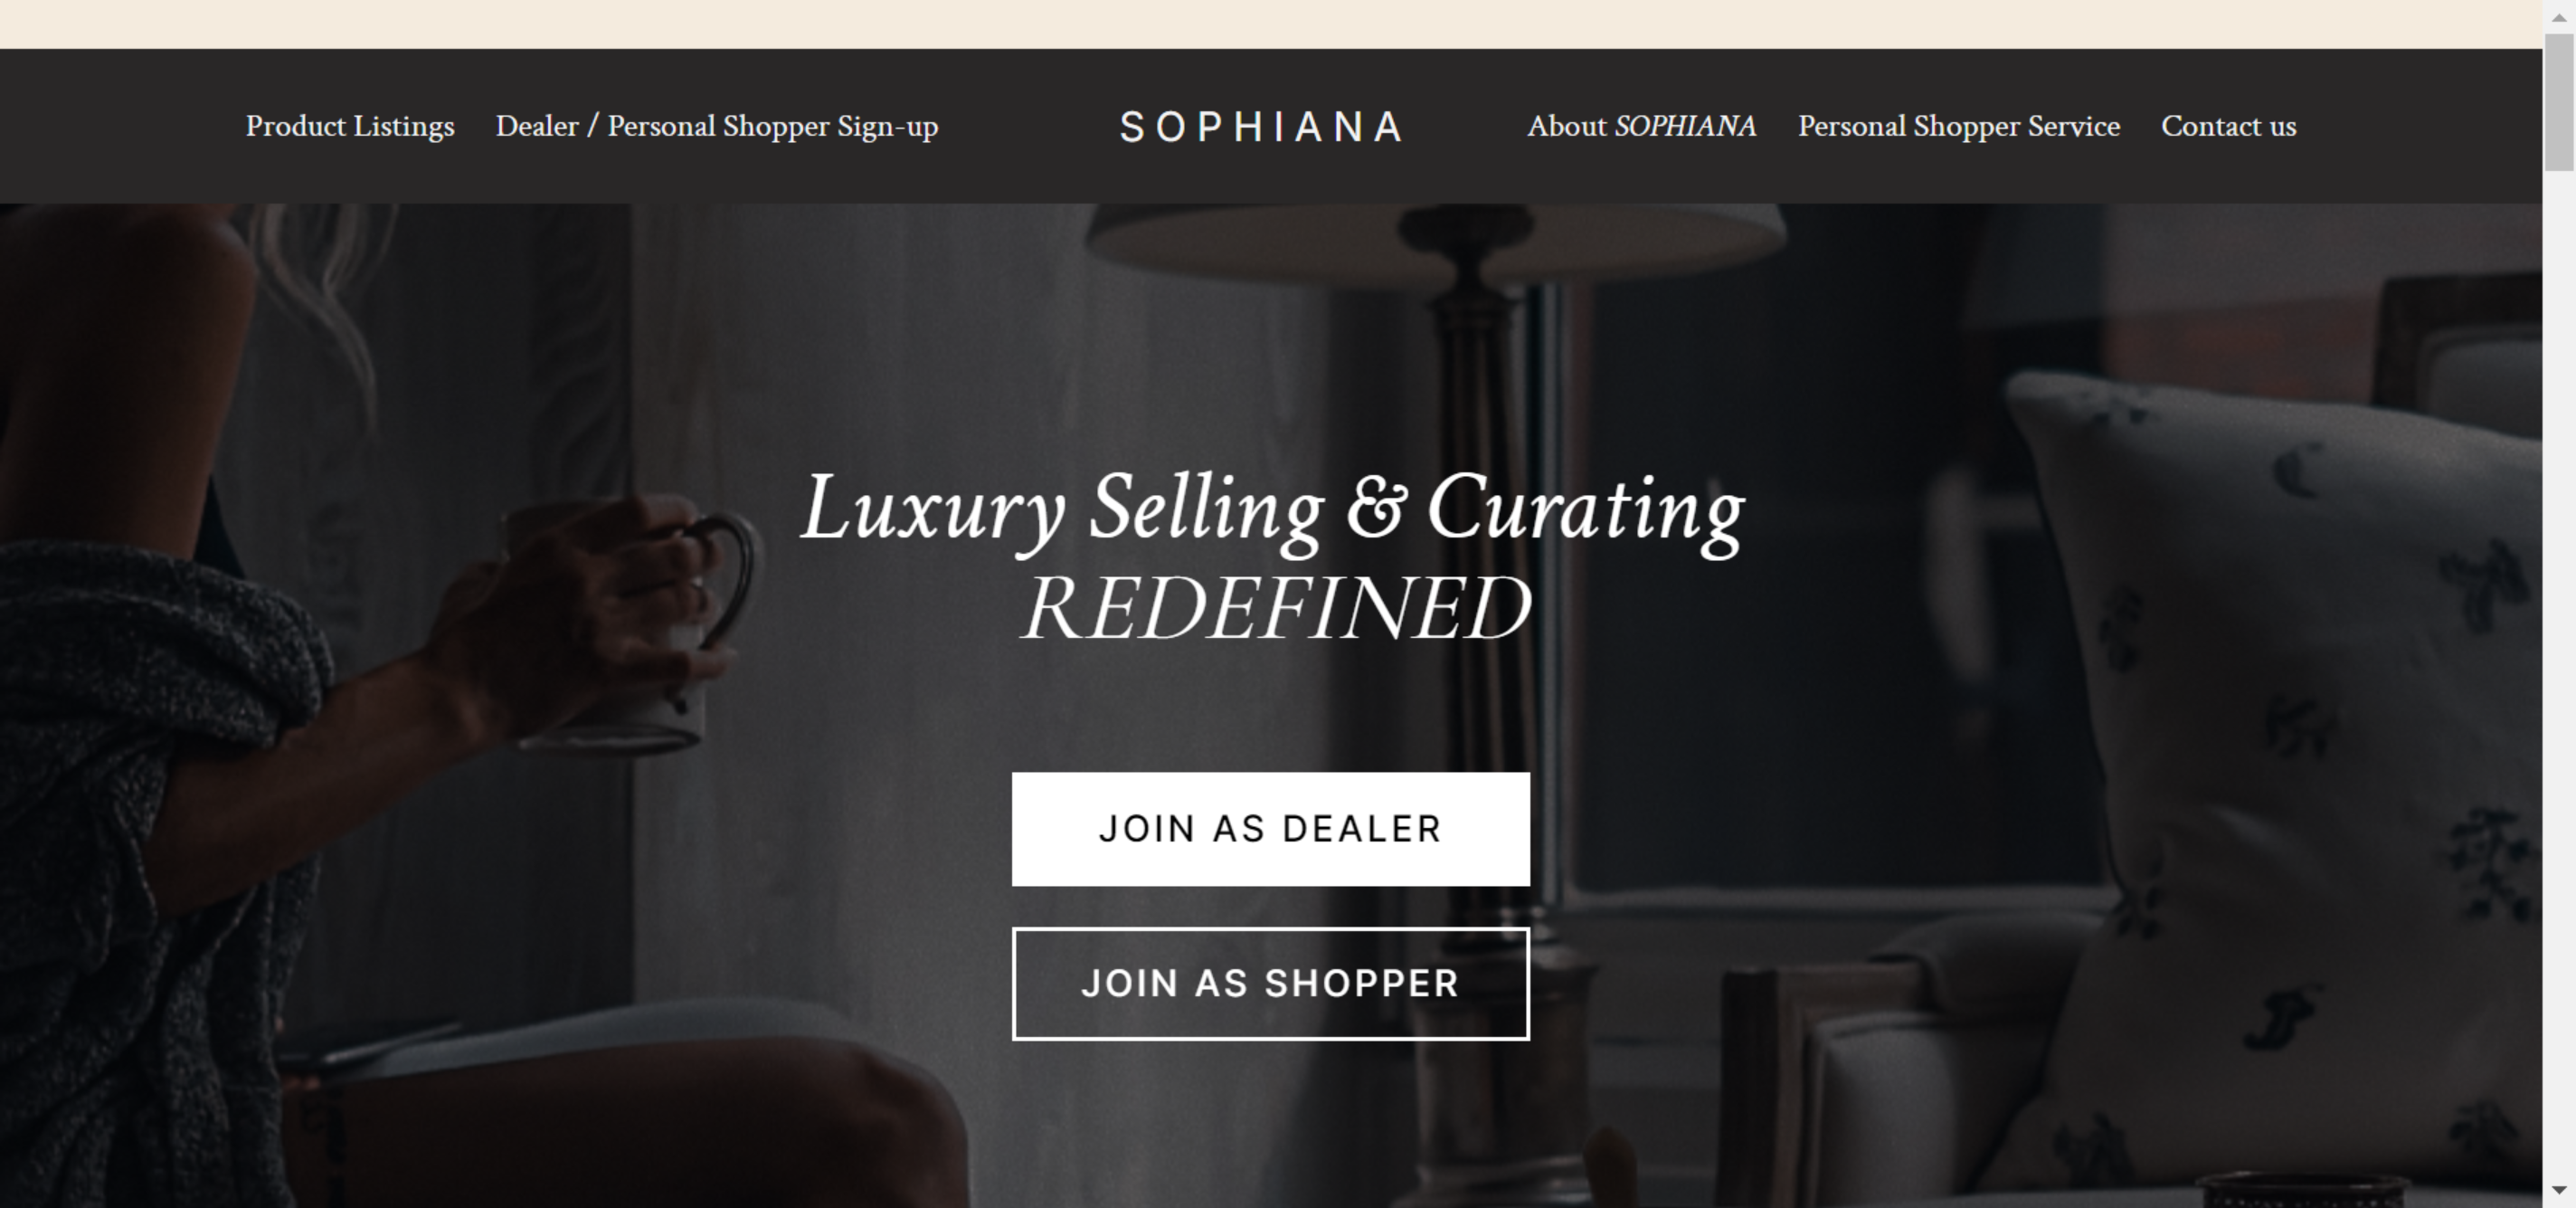 Product Listings Dealer / Personal Shopper Sign-up SOPHIANA About SOPHIANA Personal Shopper Service Contact us
Luxury Selling & Curating
REDEFINED
JOIN AS DEALER
JOIN AS SHOPPER